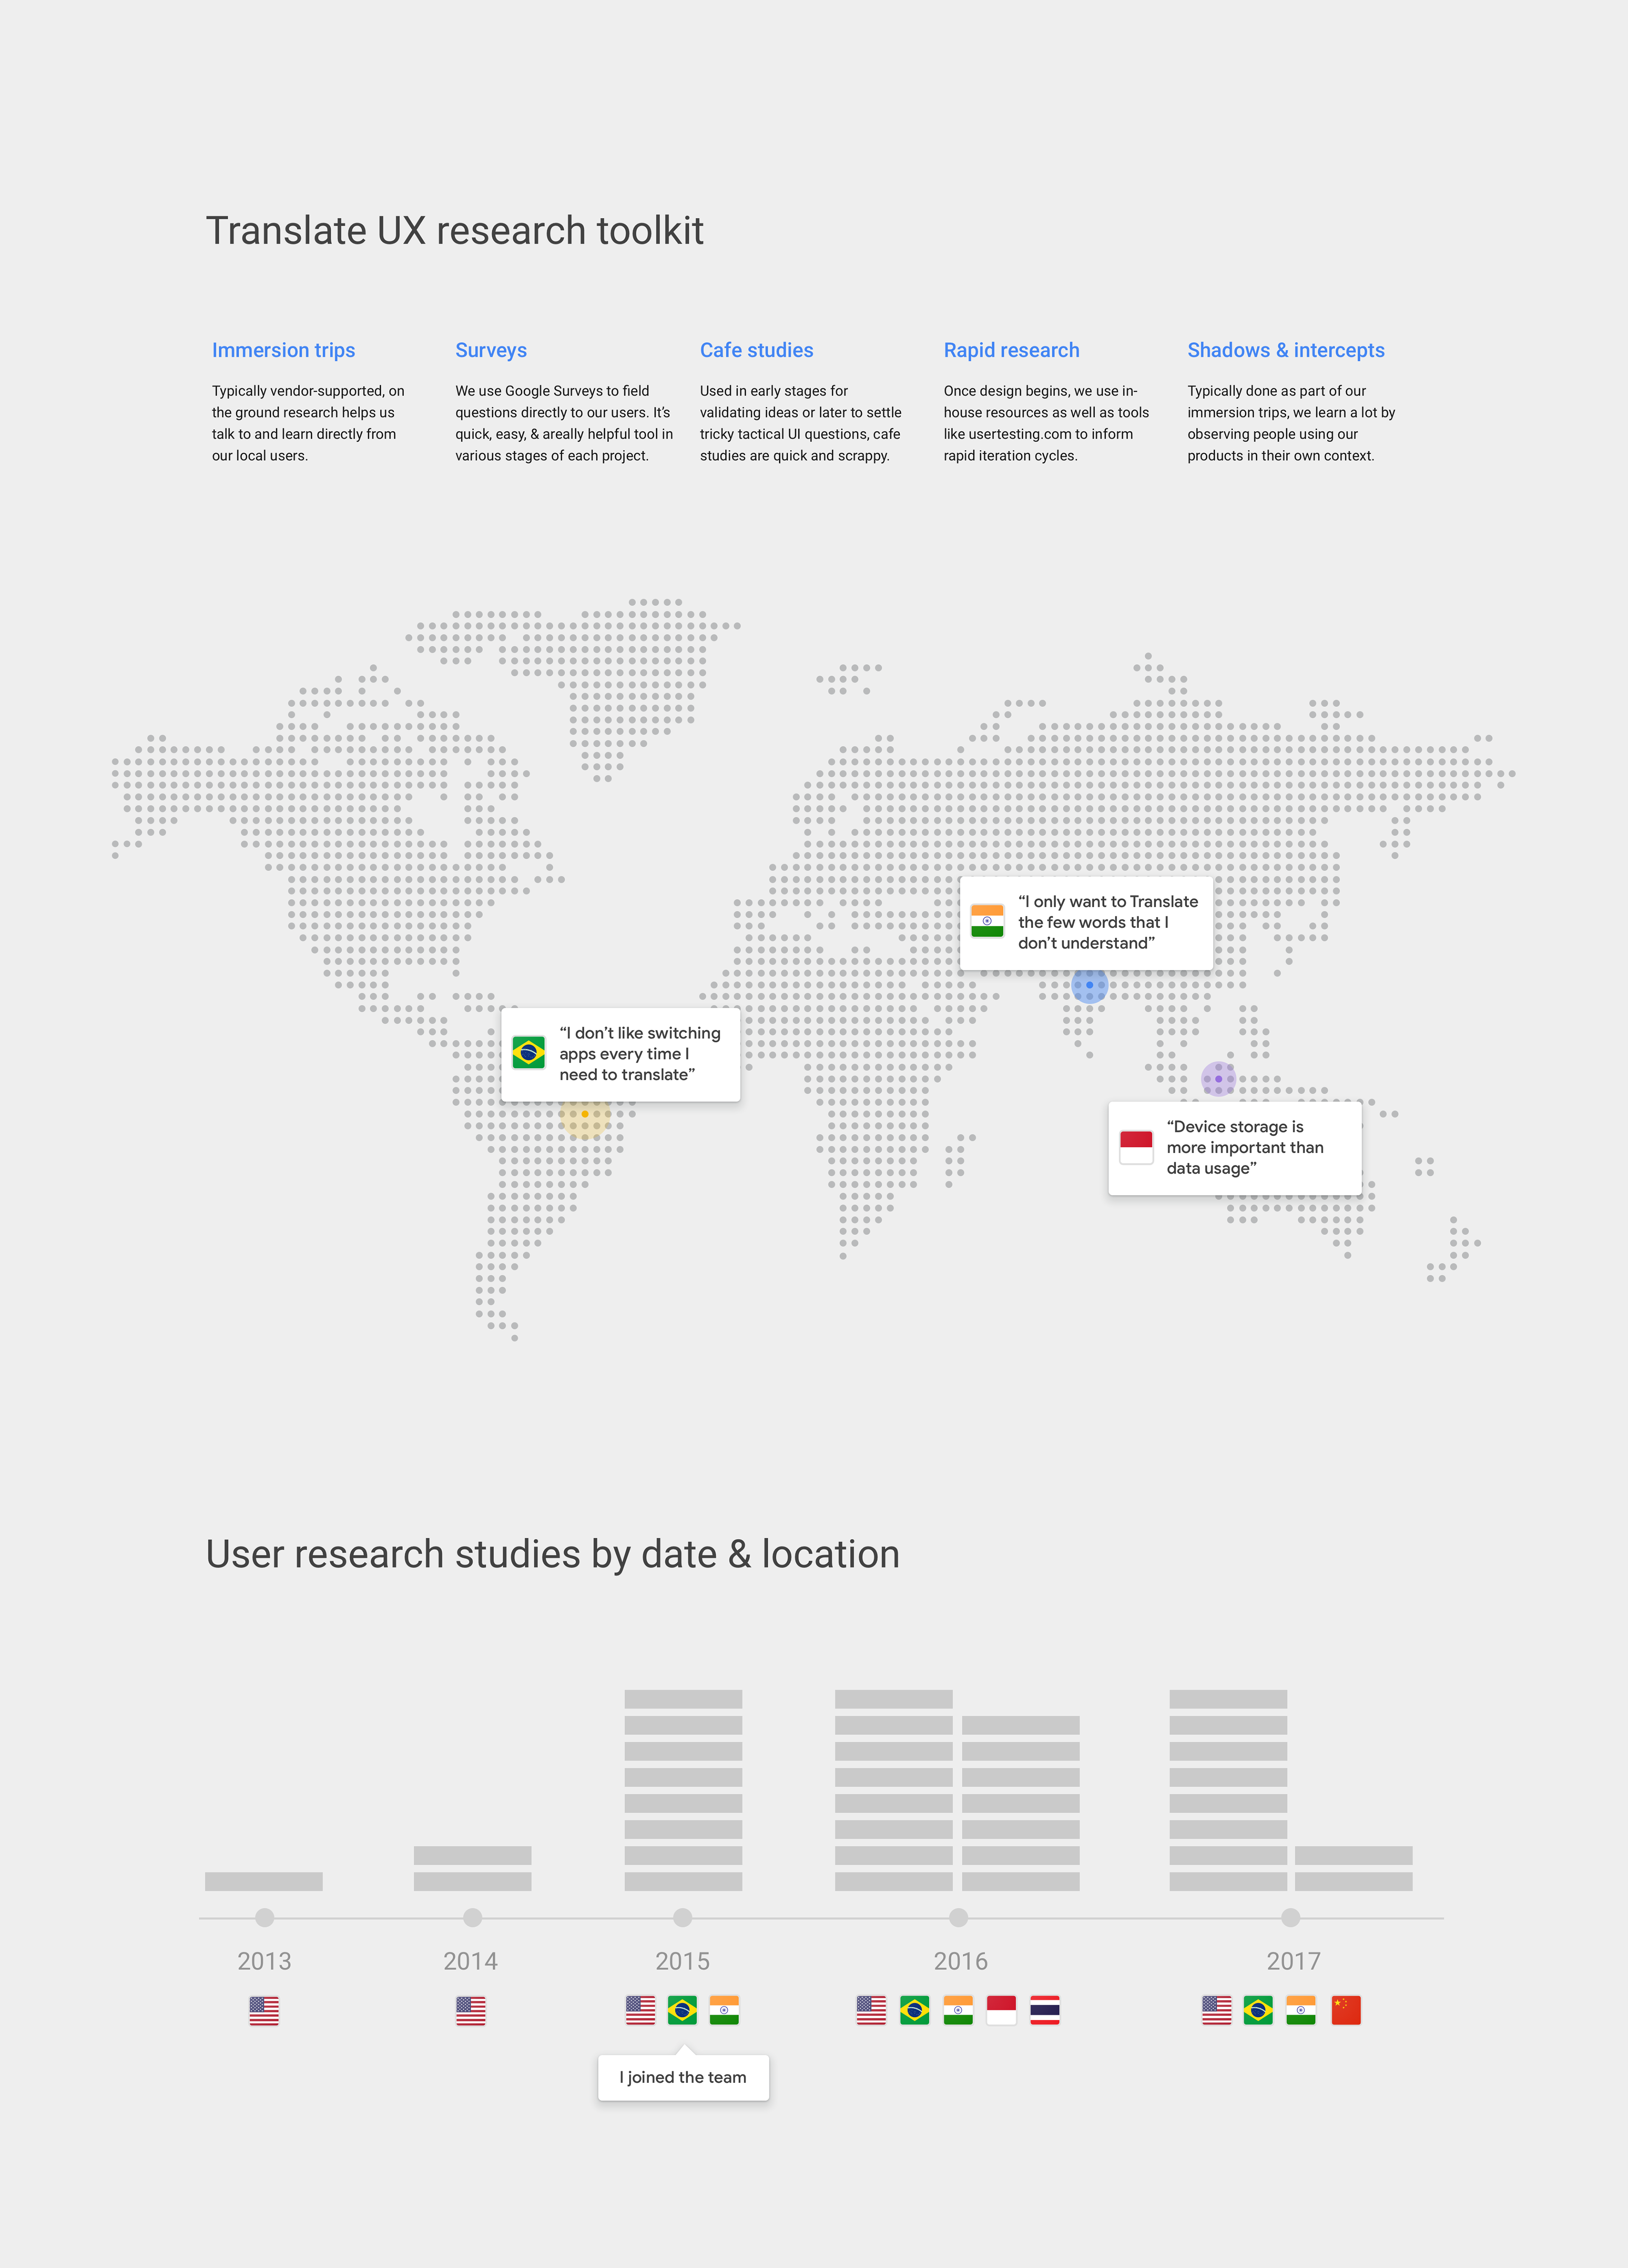 Translate UX research toolkit
Immersion trips
Typically vendor-supported, on
the ground research helps us
talk to and learn directly from
our local users.
Surveys
We use Google Surveys to field
questions directly to our users. It’s
quick, easy, & areally helpful tool in
various stages of each project.
Cafe studies
Used in early stages for
validating ideas or later to settle
tricky tactical UI questions, cafe
studies are quick and scrappy.
Rapid research
Once design begins, we use in-
house resources as well as tools
like usertesting.com to inform
rapid iteration cycles.
Shadows & intercepts
Typically done as part of our
immersion trips, we learn a lot by
observing people using our
products in their own context.
“I only want to Translate
the few words that I
don’t understand”
“I don’t like switching
apps every time I
need to translate”
“Device storage is
more important than
data usage”
User research studies by date & location
2013
2014
2015
2016
2017
I joined the team